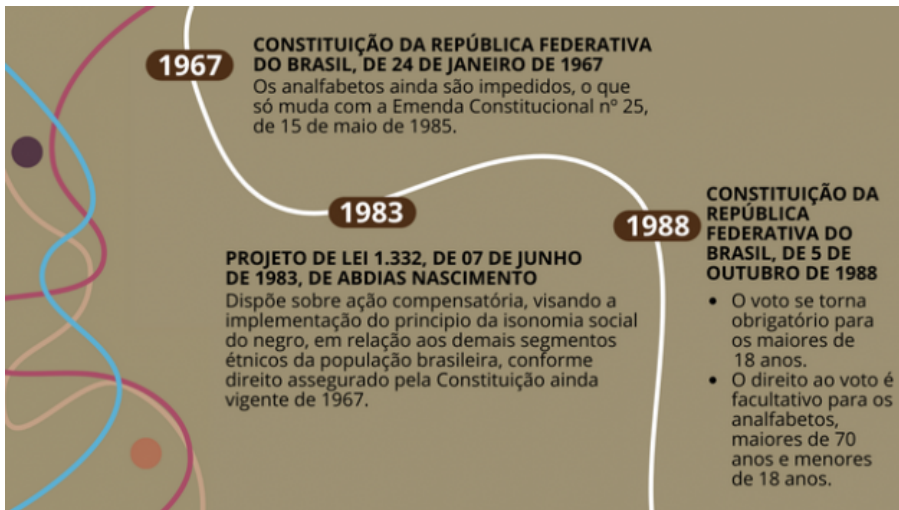 1967
CONSTITUIÇÃO DA REPÚBLICA FEDERATIVA
DO BRASIL, DE 24 DE JANEIRO DE 1967
Os analfabetos ainda são impedidos, o que
só muda com a Emenda Constitucional nº 25,
de 15 de maio de 1985.
1983
PROJETO DE LEI 1.332, DE 07 DE JUNHO
DE 1983, DE ABDIAS NASCIMENTO
Dispõe sobre ação compensatória, visando a
implementação do principio da isonomia social
do negro, em relação aos demais segmentos
étnicos da população brasileira, conforme
direito assegurado pela Constituição ainda
vigente de 1967.
1988
CONSTITUIÇÃO DA
REPÚBLICA
FEDERATIVA DO
BRASIL, DE 5 DE
OUTUBRO DE 1988
• O voto se torna
obrigatório para
os maiores de
18 anos.
• O direito ao voto é
facultativo para os
analfabetos,
maiores de 70
anos e menores
de 18 anos.